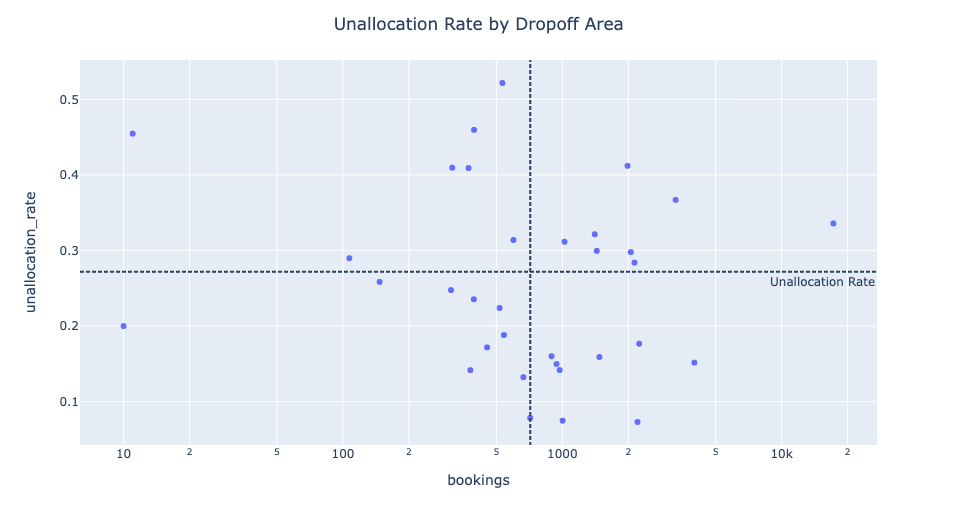 Unallocation Rate by Dropoff Area
unallocation_rate
0.5
0.4
0.3
0.2
0.1
Unallocation Rate
10 2 5 100 2 5 1000 2 5 10k 2
bookings